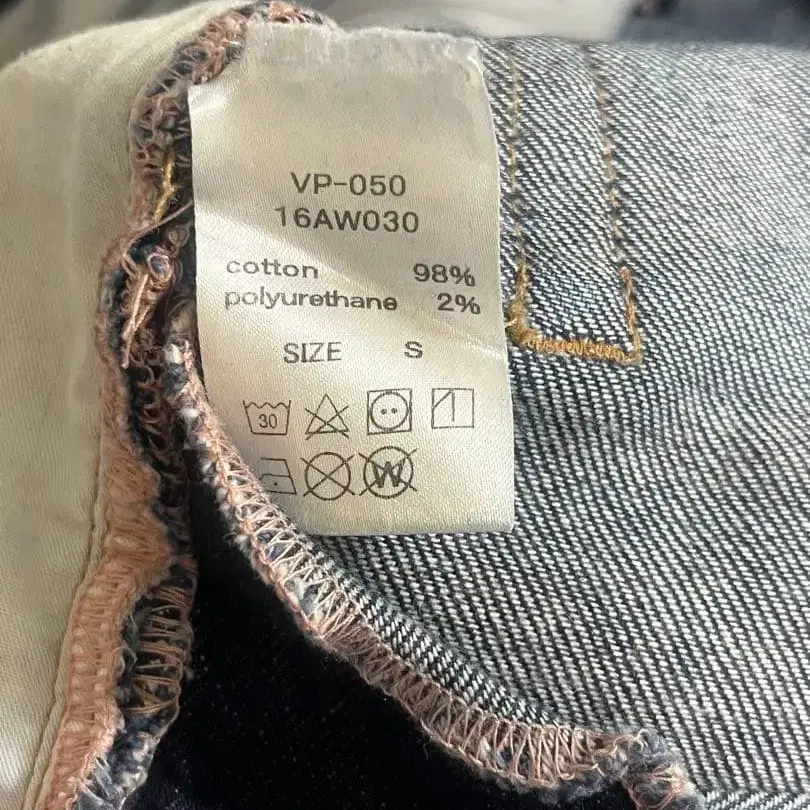 VP-050
16AW030
cotton 98%
polyurethane 2%
SIZE S
30
W